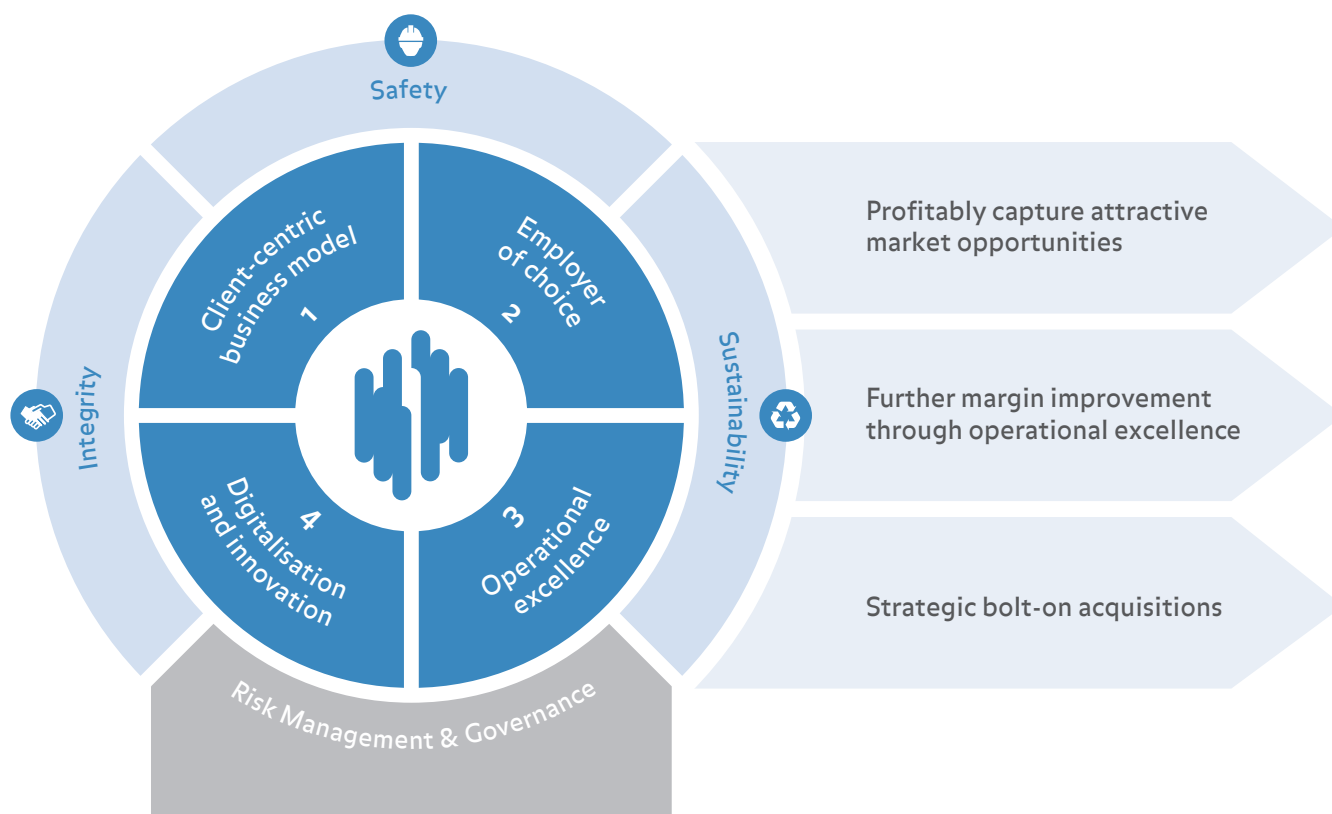 Safety
Integrity
Sustainability
Client-centric
business model
1
Employer
of choice
2
3
Operational
excellence
4
Digitalisation
and innovation
Risk Management & Governance
Profitably capture attractive
market opportunities
Further margin improvement
through operational excellence
Strategic bolt-on acquisitions